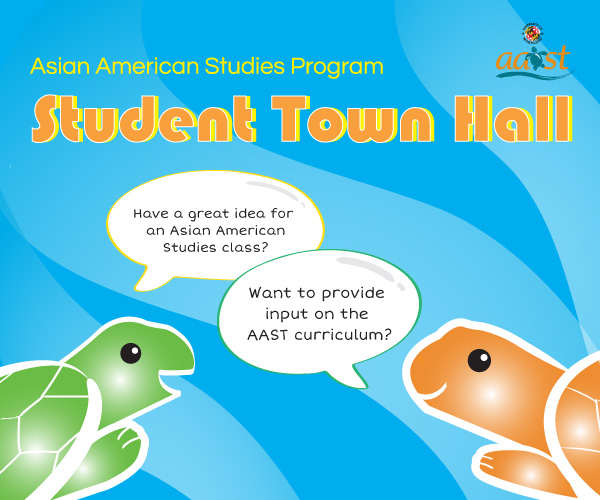 aast
Asian American Studies Program
Student Town Hall
Have a great idea for
an Asian American
Studies class?
Want to provide
input on the
AAST curriculum?